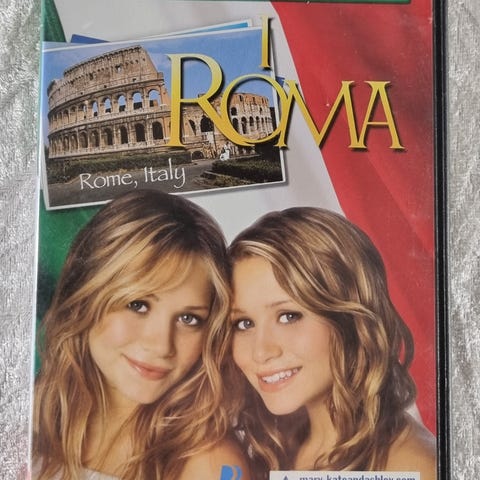 I
ROMA
Rome, Italy
mary-kateandashley.com